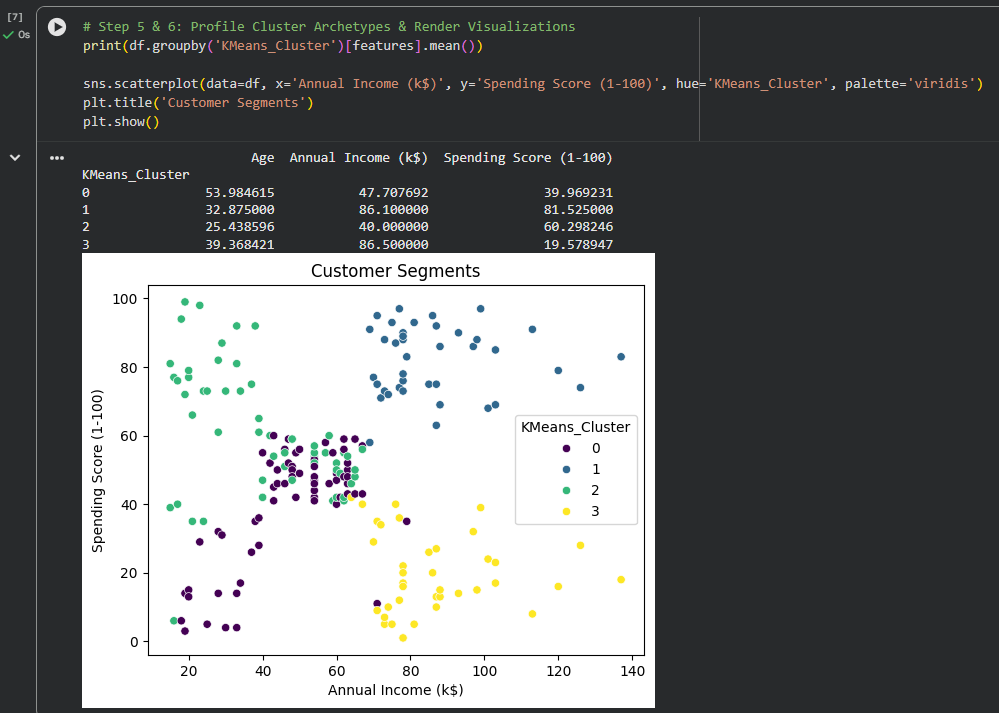 [7]
0s
# Step 5 & 6: Profile Cluster Archetypes & Render Visualizations
print(df.groupby('KMeans_Cluster')[features].mean())
sns.scatterplot(data=df, x='Annual Income (k$)', y='Spending Score (1-100)', hue='KMeans_Cluster', palette='viridis')
plt.title('Customer Segments')
plt.show()
Age Annual Income (k$) Spending Score (1-100)
KMeans_Cluster
0 53.984615 47.707692 39.969231
1 32.875000 86.100000 81.525000
2 25.438596 40.000000 60.298246
3 39.368421 86.500000 19.578947
Customer Segments
100
80
60
40
20
0
Spending Score (1-100)
KMeans_Cluster
0
1
2
3
20 40 60 80 100 120 140
Annual Income (k$)